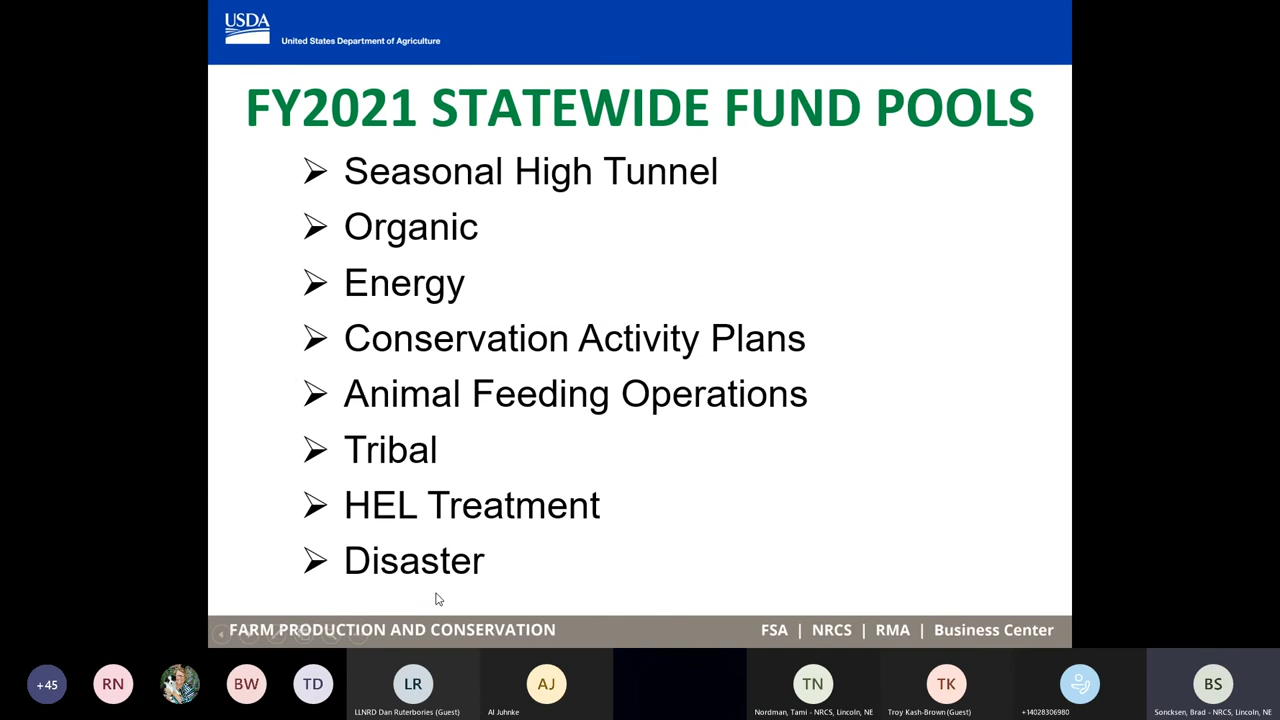 USDA
United States Department of Agriculture
FY2021 STATEWIDE FUND POOLS
Seasonal High Tunnel
Organic
Energy
Conservation Activity Plans
Animal Feeding Operations
Tribal
HEL Treatment
Disaster
FARM PRODUCTION AND CONSERVATION
FSA | NRCS | RMA | Business Center
+45
RN
BW
TD
LR
AJ
TN
TK
BS
LLNRD Dan Ruterbories (Guest)
Al Juhnke
Nordman, Tami - NRCS, Lincoln, NE
Troy Kash-Brown (Guest)
+14028306980
Soncksen, Brad - NRCS, Lincoln, NE